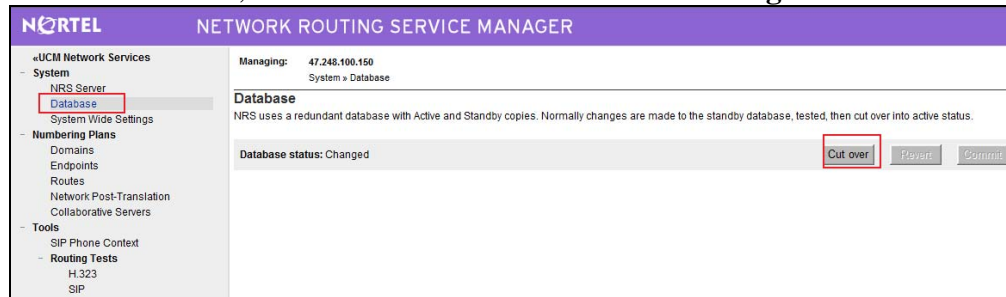 NORTEL NETWORK ROUTING SERVICE MANAGER
«UCM Network Services
- System
NRS Server
Database
System Wide Settings
- Numbering Plans
Domains
Endpoints
Routes
Network Post-Translation
Collaborative Servers
- Tools
SIP Phone Context
- Routing Tests
H.323
SIP
Managing: 47.248.100.150
System » Database
Database
NRS uses a redundant database with Active and Standby copies. Normally changes are made to the standby database, tested, then cut over into active status.
Database status: Changed Cut over Revert Commit